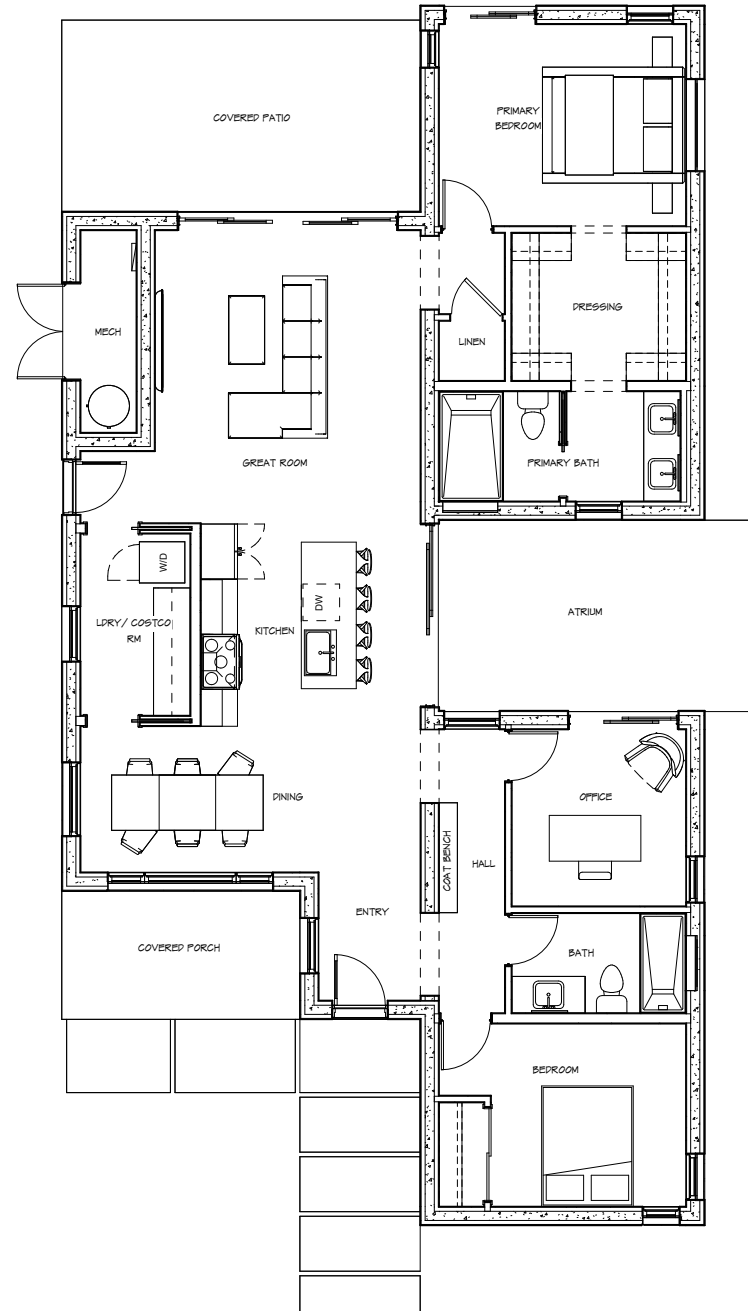 COVERED PATIO
PRIMARY
BEDROOM
MECH
DRESSING
LINEN
GREAT ROOM
PRIMARY BATH
W/D
DW
LDRY/ COSTCO
RM
KITCHEN
ATRIUM
DINING
OFFICE
COAT BENCH
HALL
ENTRY
COVERED PORCH
BATH
BEDROOM